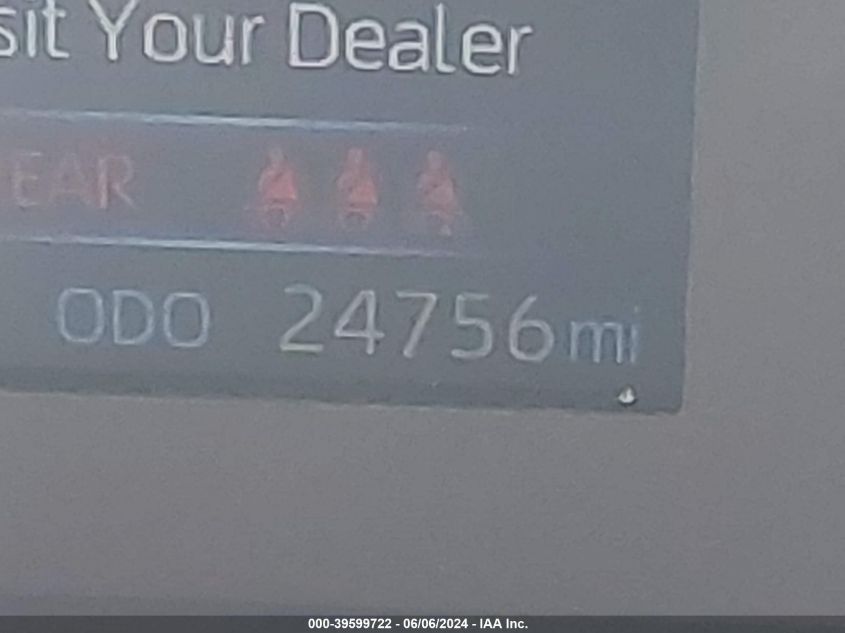 sit Your Dealer
EAR
ODO 24756mi
000-39599722 - 06/06/2024 - IAA Inc.